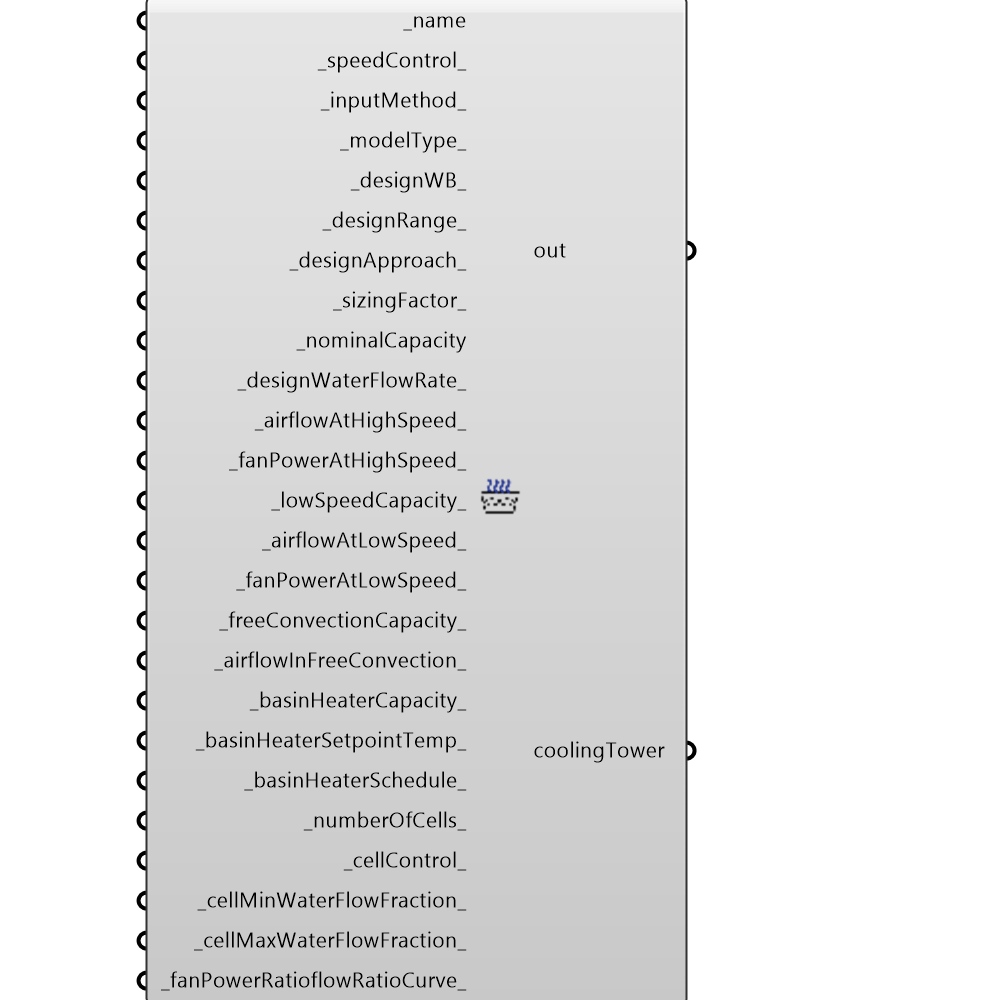 _name
_speedControl_
_inputMethod_
_modelType_
_designWB_
_designRange_
_designApproach_
_sizingFactor_
_nominalCapacity
_designWaterFlowRate_
_airflowAtHighSpeed_
_fanPowerAtHighSpeed_
_lowSpeedCapacity_
_airflowAtLowSpeed_
_fanPowerAtLowSpeed_
_freeConvectionCapacity_
_airflowInFreeConvection_
_basinHeaterCapacity_
_basinHeaterSetpointTemp_
_basinHeaterSchedule_
_numberOfCells_
_cellControl_
_cellMinWaterFlowFraction_
_cellMaxWaterFlowFraction_
_fanPowerRatioflowRatioCurve_
out
coolingTower